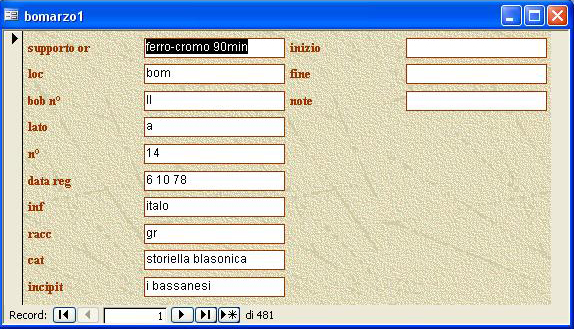 bomarzo1
supporto or ferro-cromo 90min inizio
loc bom fine
bob n° II note
lato a
n° 14
data reg 6 10 78
inf italo
racc gr
cat storiella blasonica
incipit i bassanesi
Record: 1 di 481